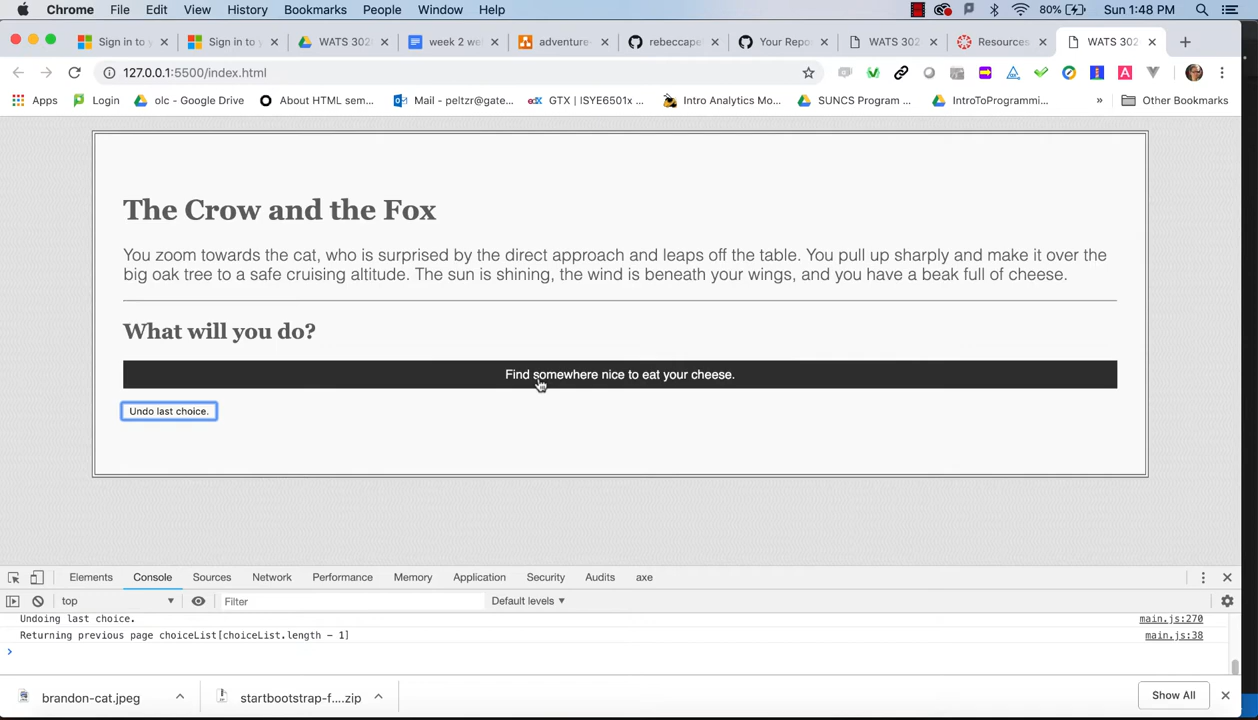 Chrome File Edit View History Bookmarks People Window Help 80% Sun 1:48 PM
Sign in to y Sign in to y WATS 302 week 2 we adventure- rebeccapel Your Repo WATS 302 Resources WATS 302
127.0.0.1:5500/index.html
Apps Login olc - Google Drive About HTML sem... Mail - peltzr@gate... edX GTX | ISYE6501x ... Intro Analytics Mo... SUNCS Program ... IntroToProgrammi... » Other Bookmarks
The Crow and the Fox
You zoom towards the cat, who is surprised by the direct approach and leaps off the table. You pull up sharply and make it over the
big oak tree to a safe cruising altitude. The sun is shining, the wind is beneath your wings, and you have a beak full of cheese.
What will you do?
Find somewhere nice to eat your cheese.
Undo last choice.
Elements Console Sources Network Performance Memory Application Security Audits axe
top Filter Default levels
Undoing last choice. main.js:270
Returning previous page choiceList[choiceList.length - 1] main.js:38
brandon-cat.jpeg startbootstrap-f....zip Show All